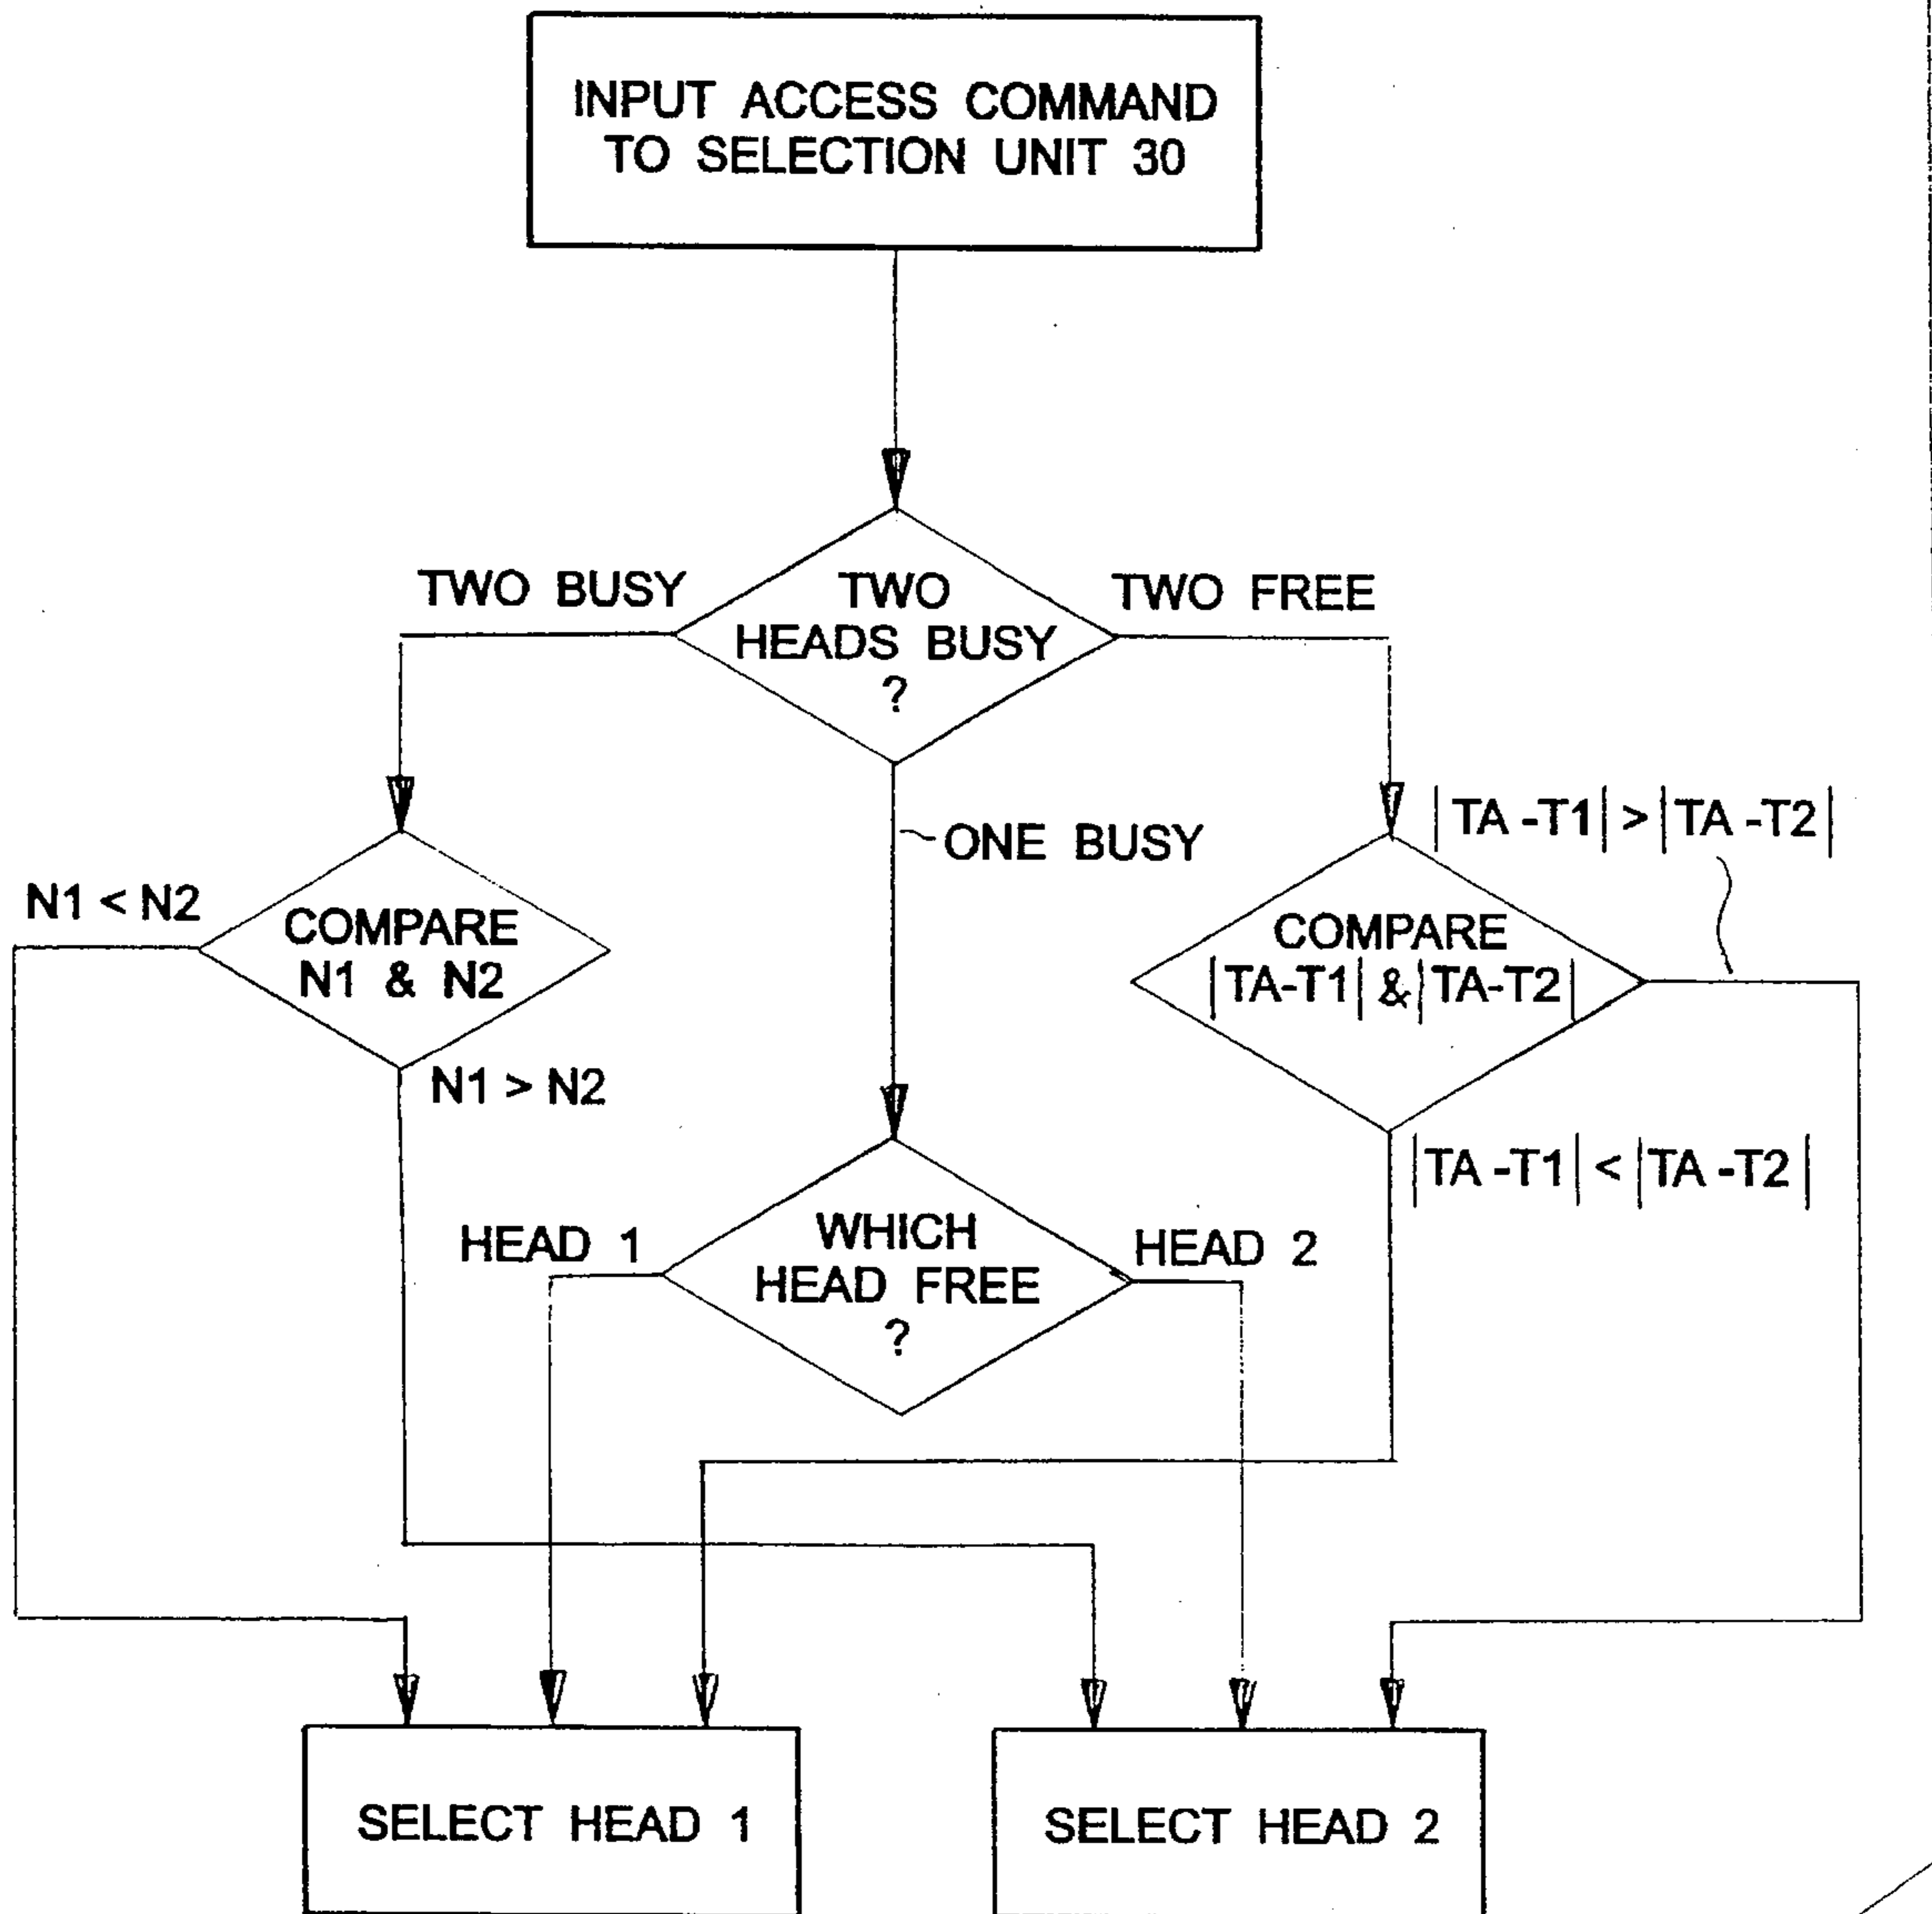 INPUT ACCESS COMMAND
TO SELECTION UNIT 30
TWO BUSY
TWO
HEADS BUSY
?
TWO FREE
ONE BUSY
|TA -T1| > |TA -T2|
N1 < N2
COMPARE
N1 & N2
COMPARE
|TA-T1| & |TA-T2|
N1 > N2
|TA -T1| < |TA -T2|
HEAD 1
WHICH
HEAD FREE
?
HEAD 2
SELECT HEAD 1
SELECT HEAD 2